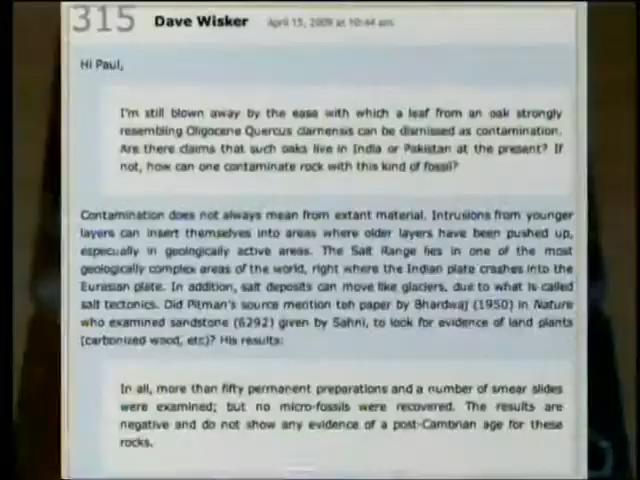 315 Dave Wisker April 15, 2009 at 10:44 am
Hi Paul,
I'm still blown away by the ease with which a leaf from an oak strongly
resembling Oligocene Quercus clarnensis can be dismissed as contamination.
Are there claims that such oaks live in India or Pakistan at the present? If
not, how can one contaminate rock with this kind of fossil?
Contamination does not always mean from extant material. Intrusions from younger
layers can insert themselves into areas where older layers have been pushed up,
especially in geologically active areas. The Salt Range lies in one of the most
geologically complex areas of the world, right where the Indian plate crashes into the
Eurasian plate. In addition, salt deposits can move like glaciers, due to what is called
salt tectonics. Did Pitman's source mention teh paper by Bhardwaj (1950) in Nature
who examined sandstone (6292) given by Sahni, to look for evidence of land plants
(carbonized wood, etc)? His results:
In all, more than fifty permanent preparations and a number of smear slides
were examined; but no micro-fossils were recovered. The results are
negative and do not show any evidence of a post-Cambrian age for these
rocks.